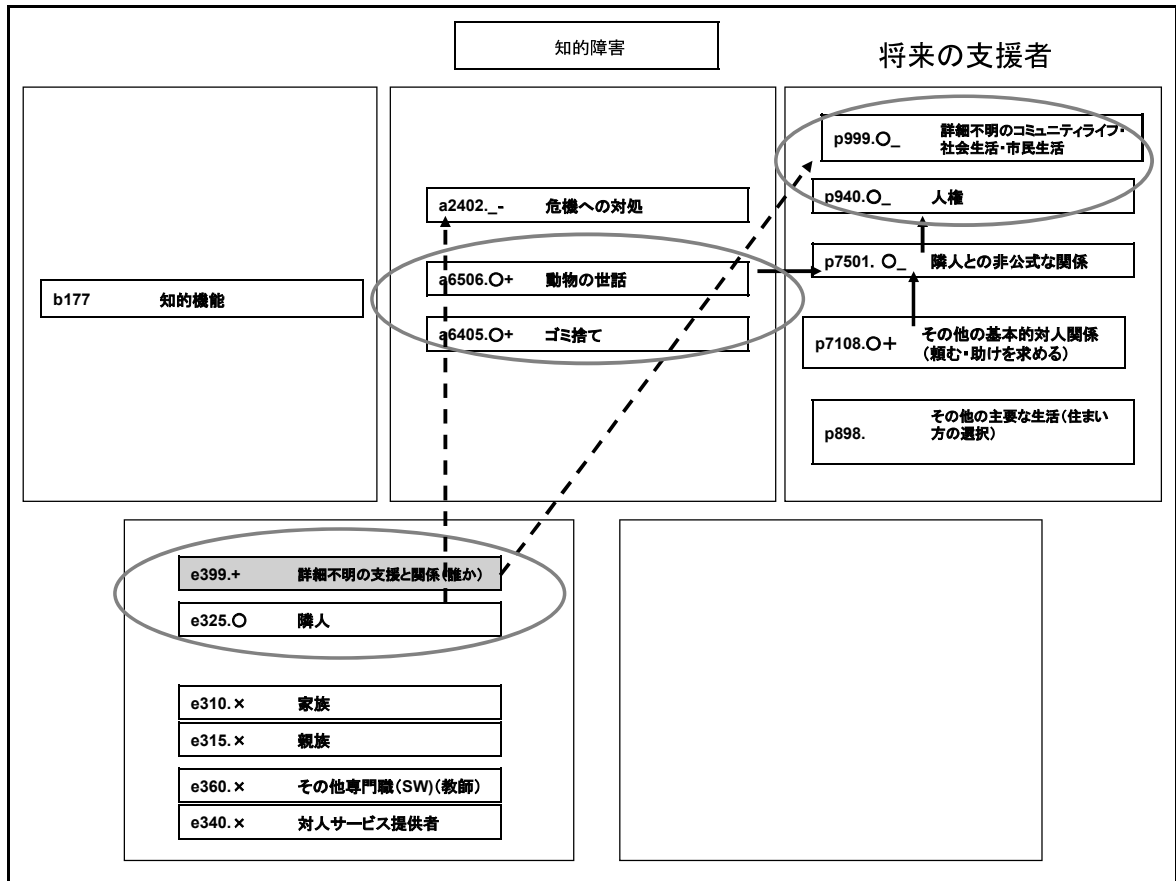 知的障害
将来の支援者
b177 知的機能
a2402._- 危機への対処
a6506.○+ 動物の世話
a6405.○+ ゴミ捨て
p999.○_ 詳細不明のコミュニティライフ・
社会生活・市民生活
p940.○_ 人権
p7501. ○_ 隣人との非公式な関係
p7108.○+ その他の基本的対人関係
(頼む・助けを求める)
p898. その他の主要な生活(住まい
方の選択)
e399.+ 詳細不明の支援と関係(誰か)
e325.○ 隣人
e310.× 家族
e315.× 親族
e360.× その他専門職(SW)(教師)
e340.× 対人サービス提供者